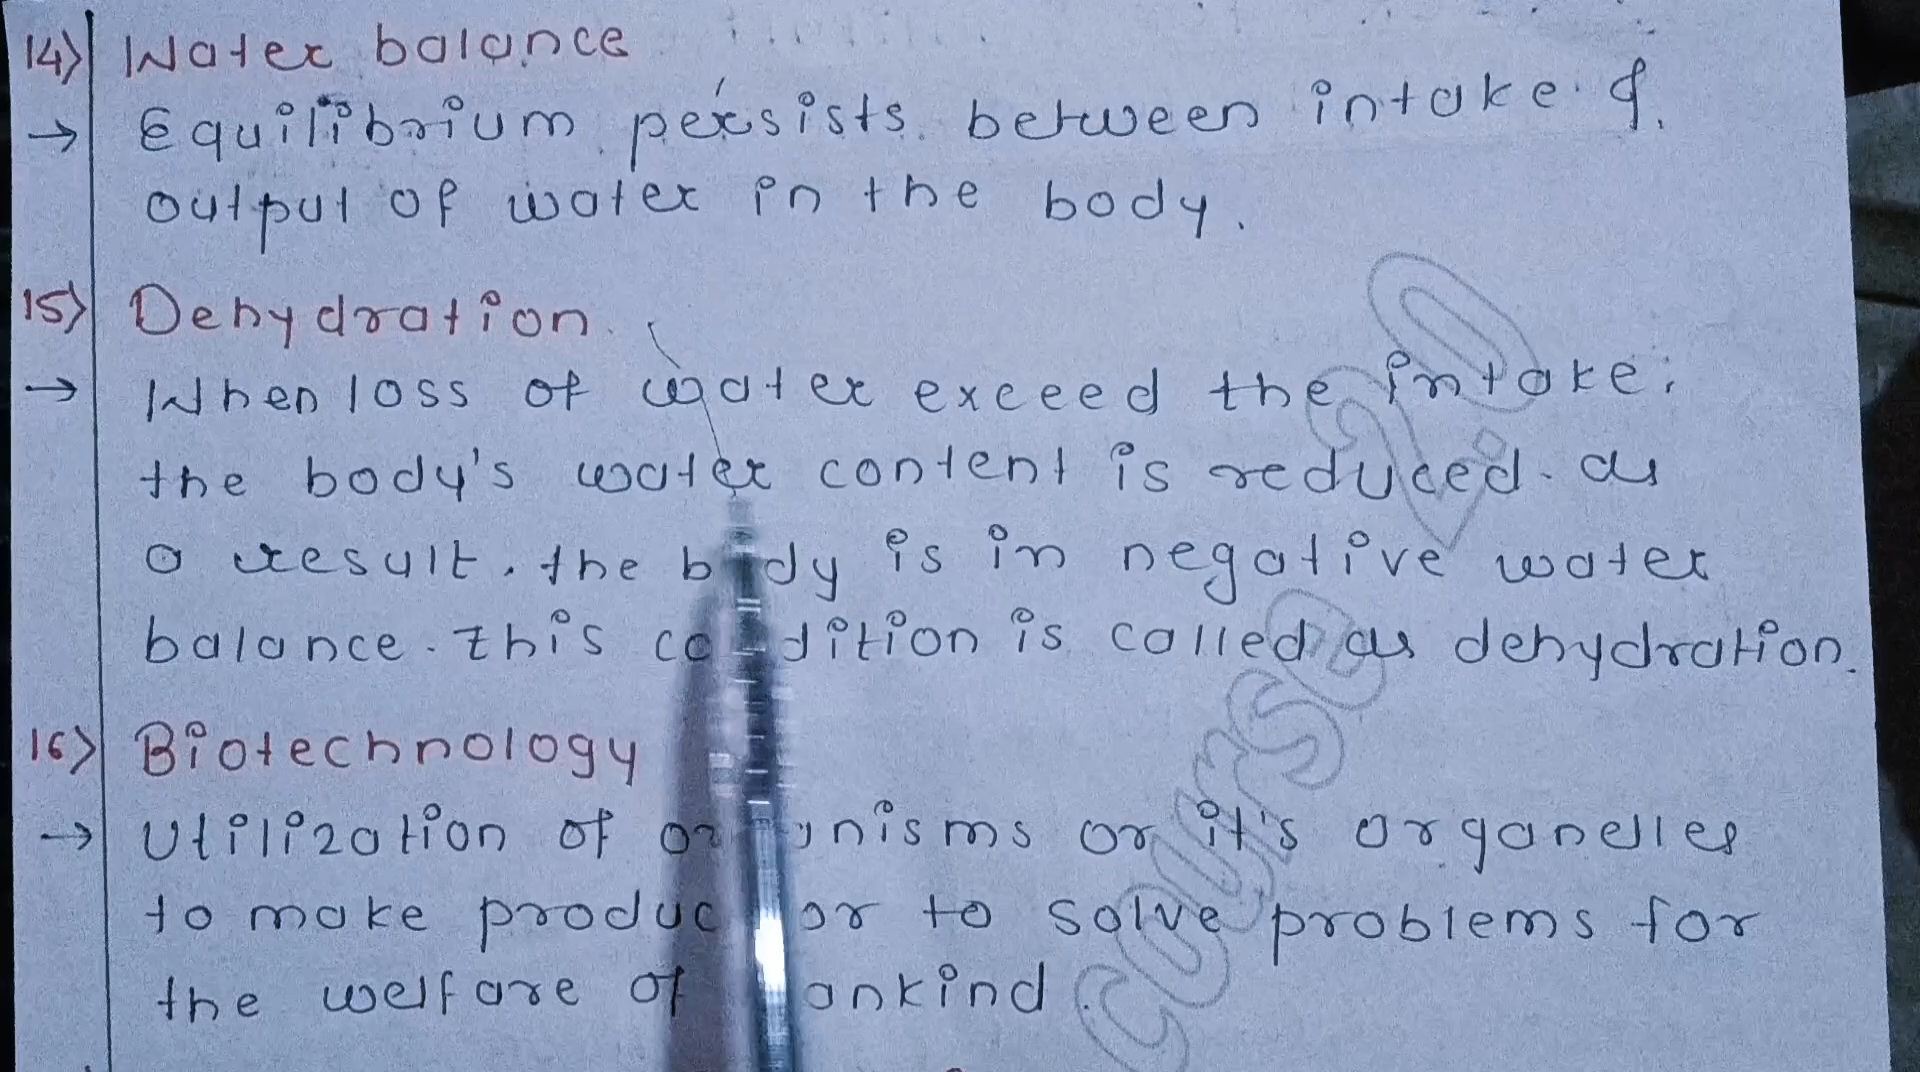 14) Water balance
→ Equilibrium persists between intake &
output of water in the body.
15) Dehydration
→ When loss of water exceed the intake,
the body's water content is reduced. as
a result, the body is in negative water
balance. This condition is called as dehydration.
16) Biotechnology
→ Utilization of organisms or it's organelles
to make produc or to solve problems for
the welfare of mankind.